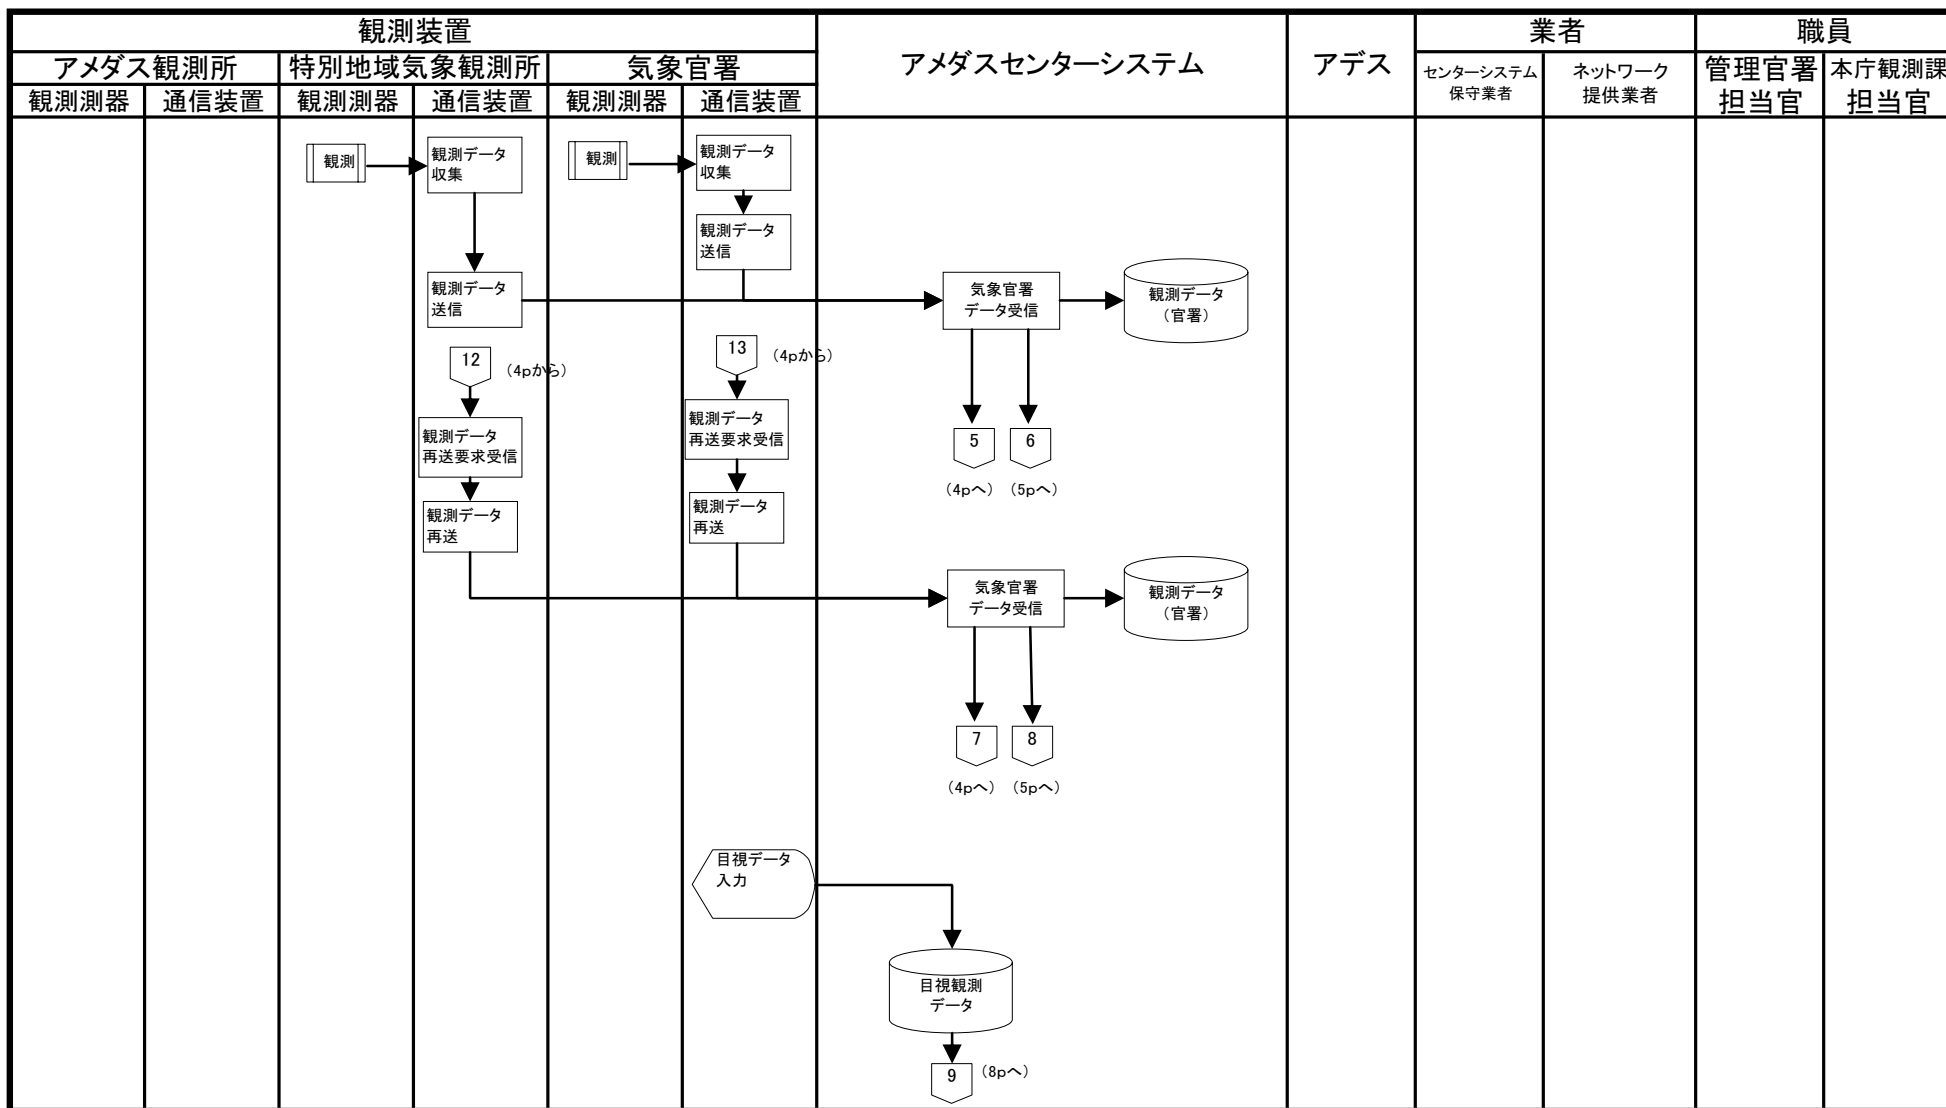 観測装置
アメダスセンターシステム
アデス
業者
職員
アメダス観測所
特別地域気象観測所
気象官署
センターシステム
保守業者
ネットワーク
提供業者
管理官署
担当官
本庁観測課
担当官
観測測器
通信装置
観測測器
通信装置
観測測器
通信装置
観測
観測データ
収集
観測
観測データ
収集
観測データ
送信
観測データ
送信
気象官署
データ受信
観測データ
（官署）
12
（4pから）
13
（4pから）
観測データ
再送要求受信
観測データ
再送要求受信
5
6
（4pへ）
（5pへ）
観測データ
再送
観測データ
再送
気象官署
データ受信
観測データ
（官署）
7
8
（4pへ）
（5pへ）
目視データ
入力
目視観測
データ
9
（8pへ）